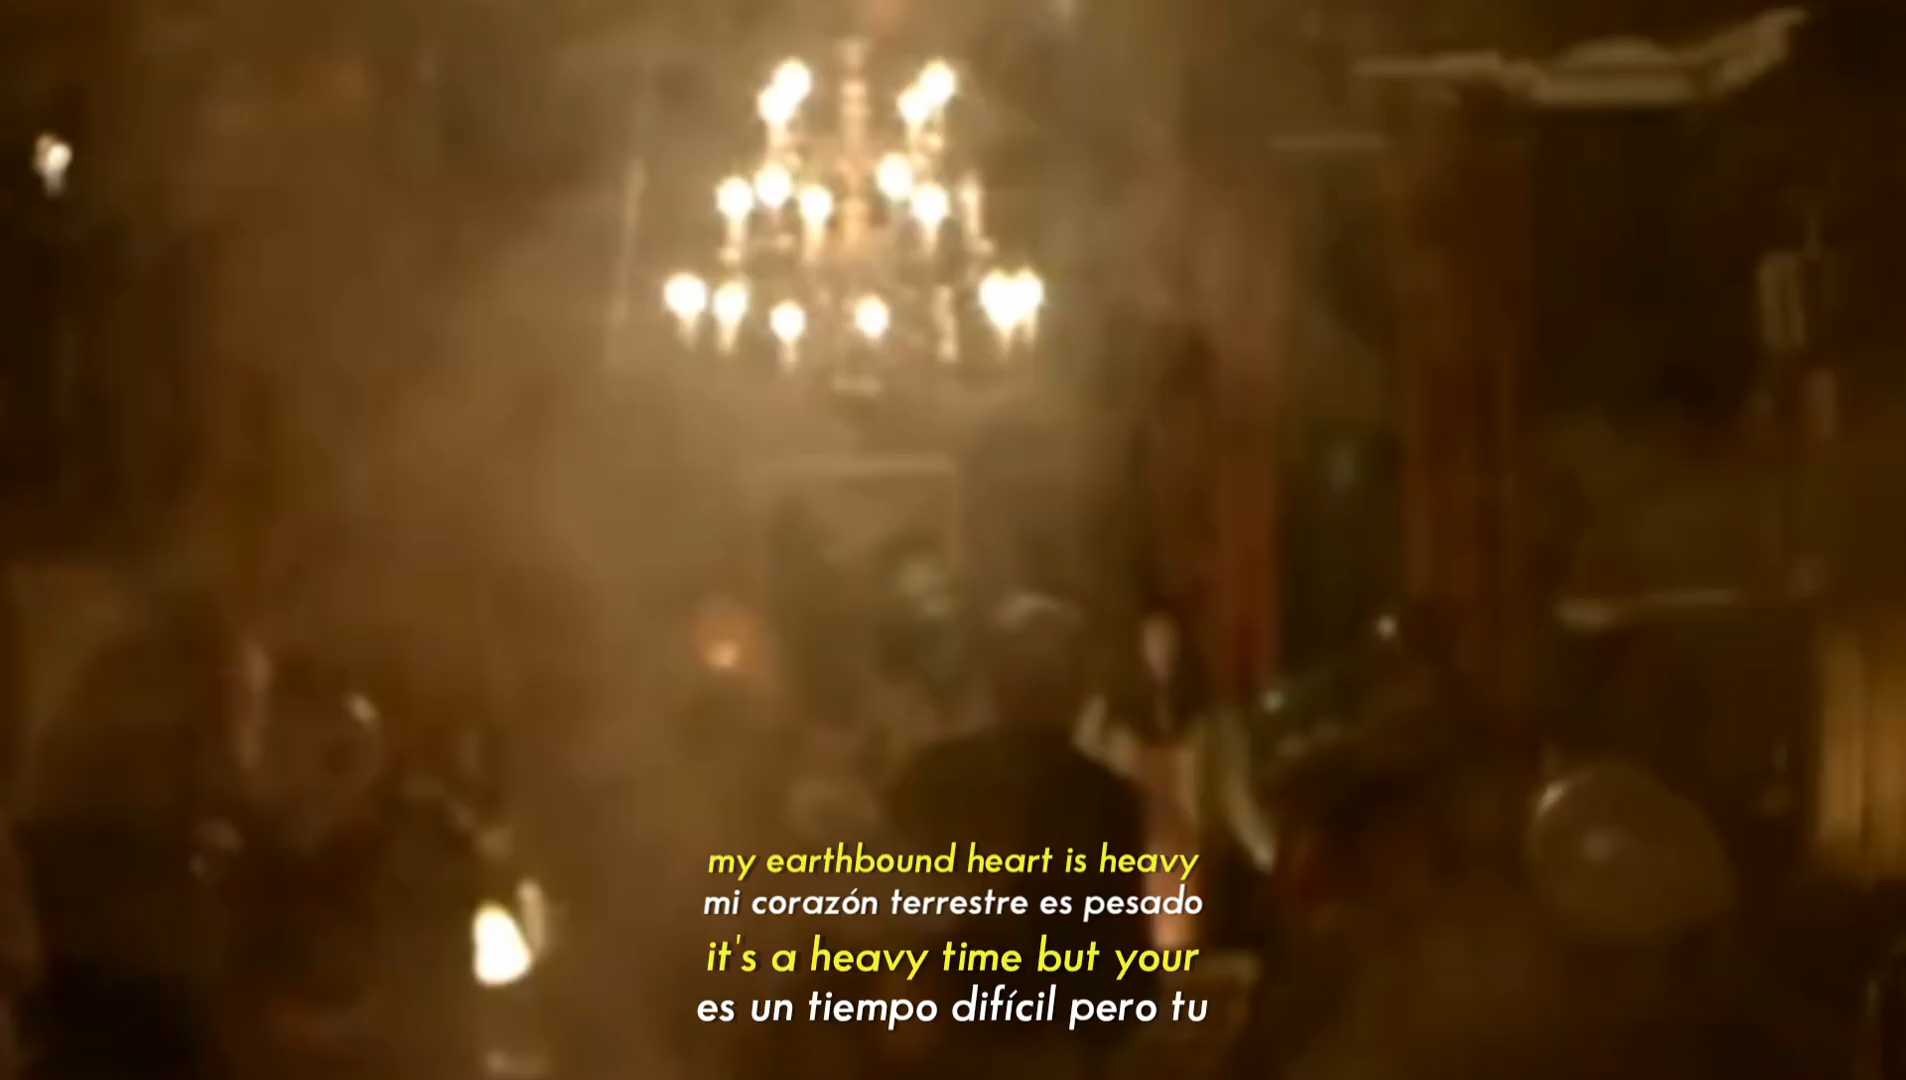 my earthbound heart is heavy
mi corazón terrestre es pesado
it's a heavy time but your
es un tiempo difícil pero tu